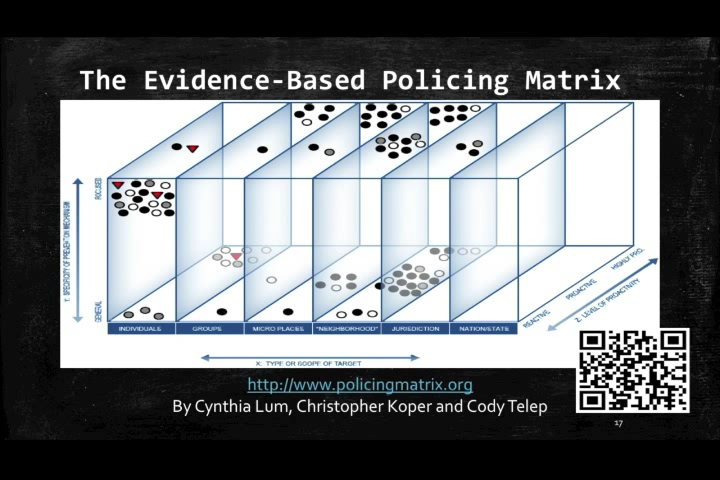 The Evidence-Based Policing Matrix
FOCUSED
Y: SPECIFICITY OF PREVENTION MECHANISM
GENERAL
HIGHLY PRO.
PROACTIVE
REACTIVE
Z: LEVEL OF PROACTIVITY
INDIVIDUALS GROUPS MICRO PLACES "NEIGHBORHOOD" JURISDICTION NATION/STATE
X: TYPE OR SCOPE OF TARGET
http://www.policingmatrix.org
By Cynthia Lum, Christopher Koper and Cody Telep
17